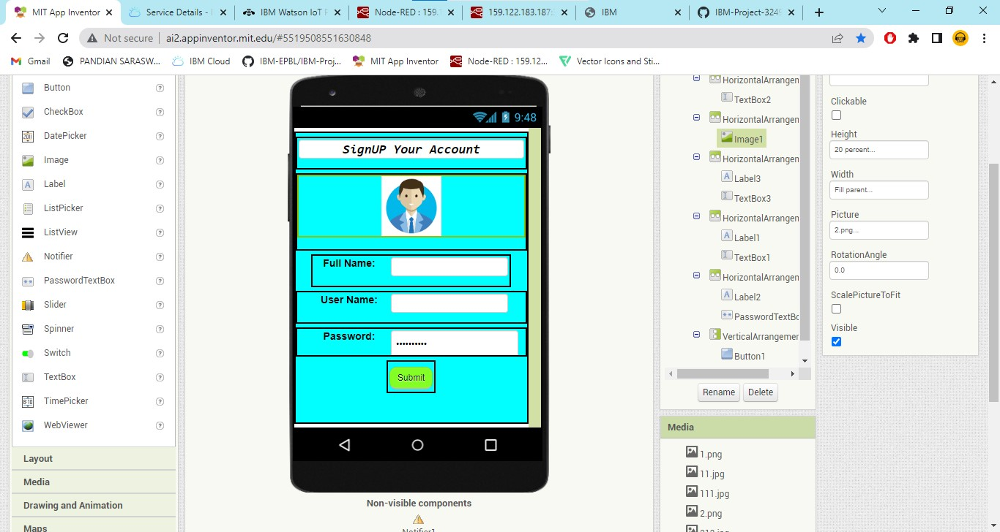 MIT App Inventor
Service Details - I
IBM Watson IoT P
Node-RED : 159.1
159.122.183.187:
IBM
IBM-Project-3249
Not secure | ai2.appinventor.mit.edu/#5519508551630848
Gmail
PANDIAN SARASW...
IBM Cloud
IBM-EPBL/IBM-Proj...
MIT App Inventor
Node-RED : 159.12...
Vector Icons and Sti...
Button ?
CheckBox ?
DatePicker ?
Image ?
Label ?
ListPicker ?
ListView ?
Notifier ?
PasswordTextBox ?
Slider ?
Spinner ?
Switch ?
TextBox ?
TimePicker ?
WebViewer ?
Layout
Media
Drawing and Animation
Maps
9:48
SignUP Your Account
Full Name:
User Name:
Password:
Submit
Non-visible components
Notifier1
HorizontalArrangen
TextBox2
HorizontalArrangen
Image1
HorizontalArrangen
Label3
TextBox3
HorizontalArrangen
Label1
TextBox1
HorizontalArrangen
Label2
PasswordTextBo
VerticalArrangemer
Button1
Rename
Delete
Media
1.png
11.jpg
111.jpg
2.png
Clickable
Height
20 percent...
Width
Fill parent...
Picture
2.png...
RotationAngle
0.0
ScalePictureToFit
Visible